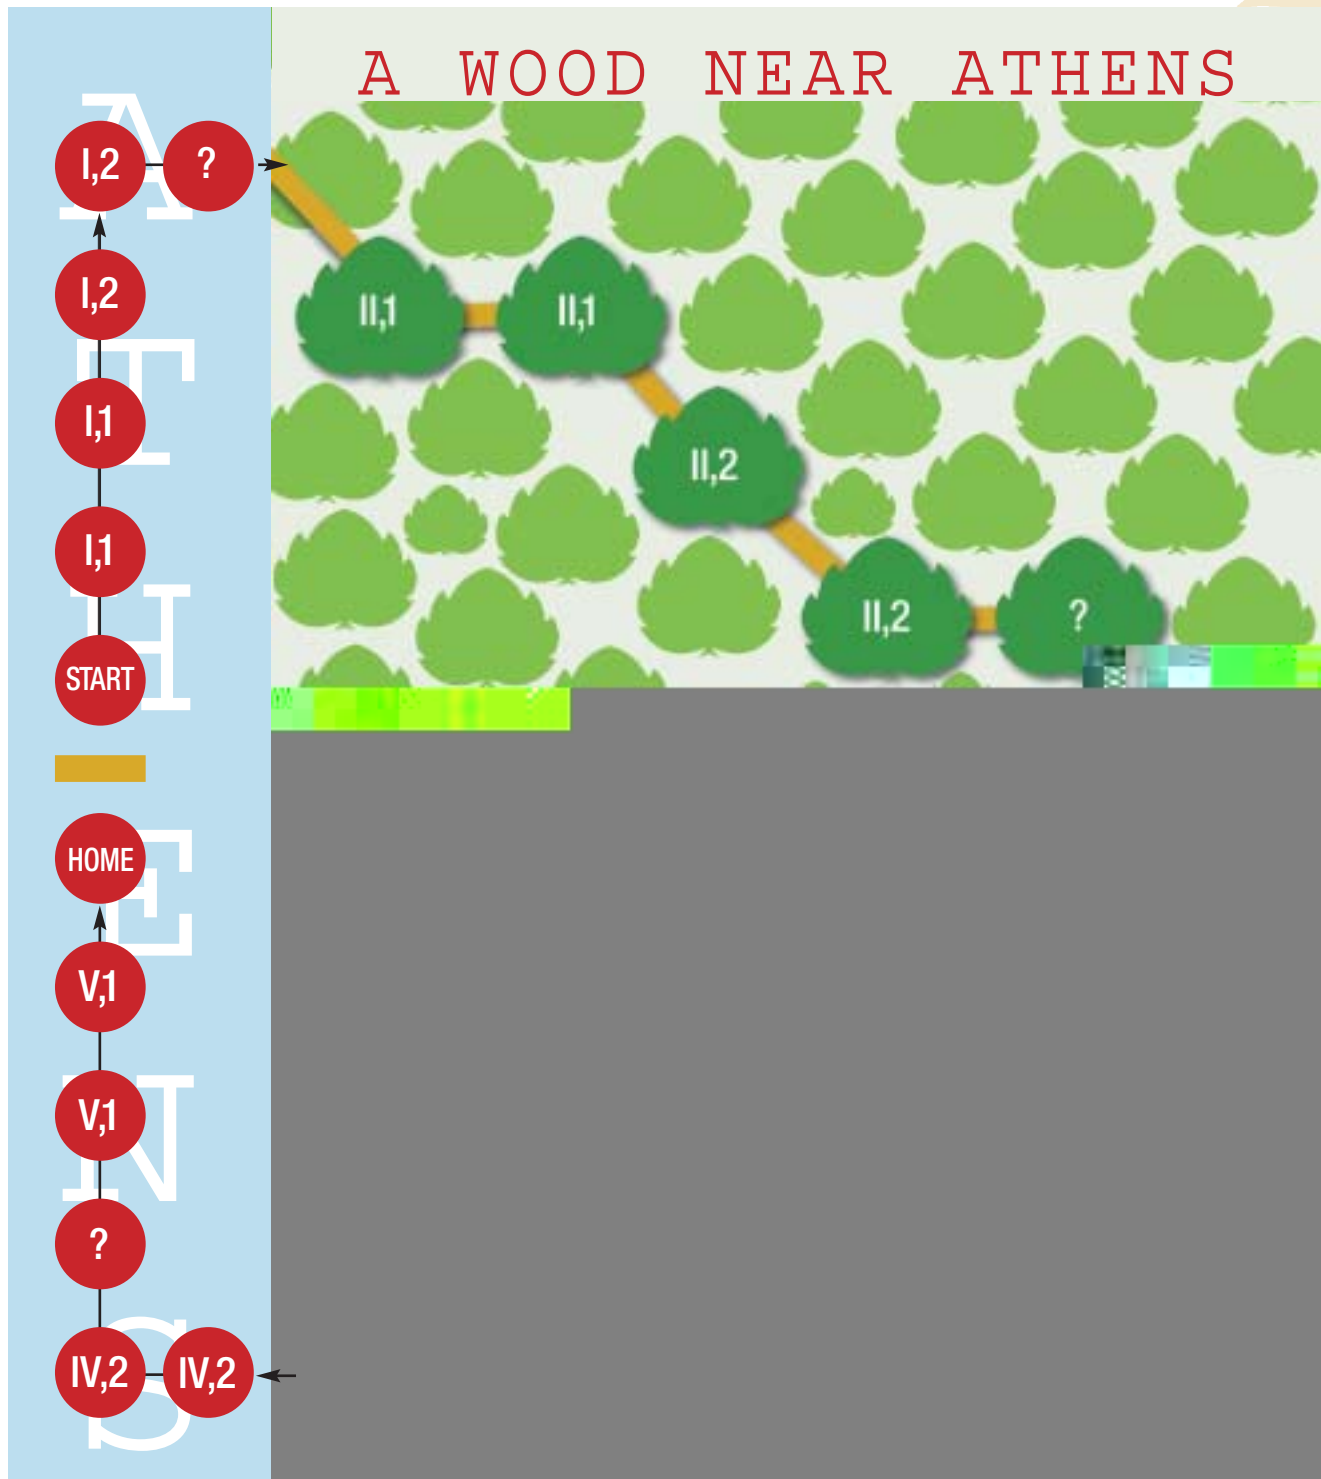 A WOOD NEAR ATHENS
ATHENS
I,2 ?
I,2
I,1
I,1
START
HOME
V,1
V,1
?
IV,2 IV,2
II,1 II,1
II,2
II,2 ?